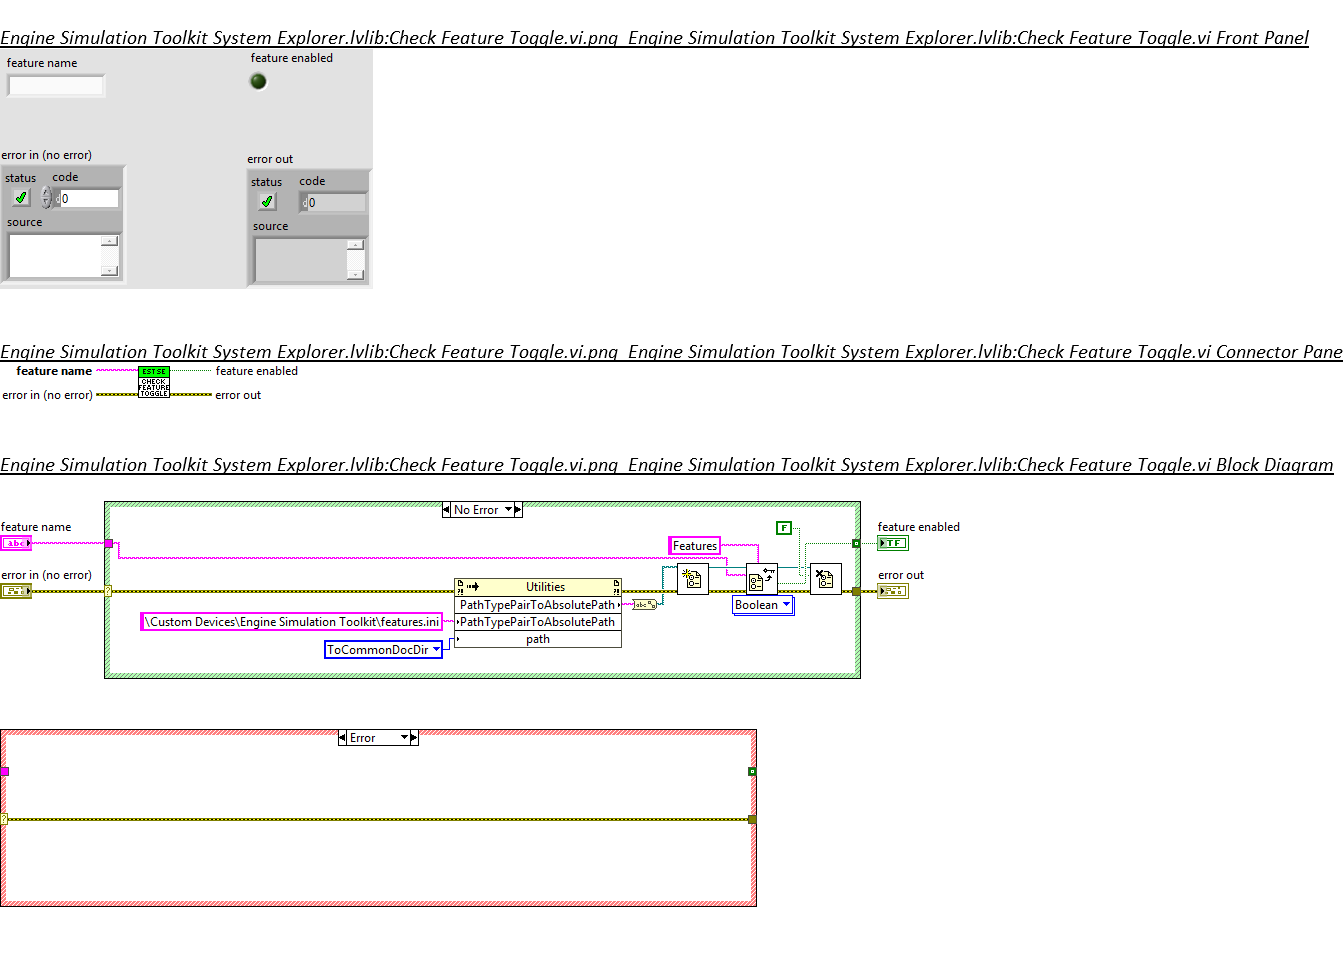 Engine Simulation Toolkit System Explorer.lvlib:Check Feature Toggle.vi.png  Engine Simulation Toolkit System Explorer.lvlib:Check Feature Toggle.vi Front Panel
feature name
feature enabled
error in (no error)
error out
status code
d 0
source
status code
d 0
source
Engine Simulation Toolkit System Explorer.lvlib:Check Feature Toggle.vi.png  Engine Simulation Toolkit System Explorer.lvlib:Check Feature Toggle.vi Connector Pane
feature name
ESTSE
CHECK
FEATURE
TOGGLE
feature enabled
error in (no error)
error out
Engine Simulation Toolkit System Explorer.lvlib:Check Feature Toggle.vi.png  Engine Simulation Toolkit System Explorer.lvlib:Check Feature Toggle.vi Block Diagram
No Error
feature name
abc
F
feature enabled
TF
Features
error in (no error)
error out
Utilities
PathTypePairToAbsolutePath
abc
Boolean
\Custom Devices\Engine Simulation Toolkit\features.ini
PathTypePairToAbsolutePath
ToCommonDocDir
path
Error